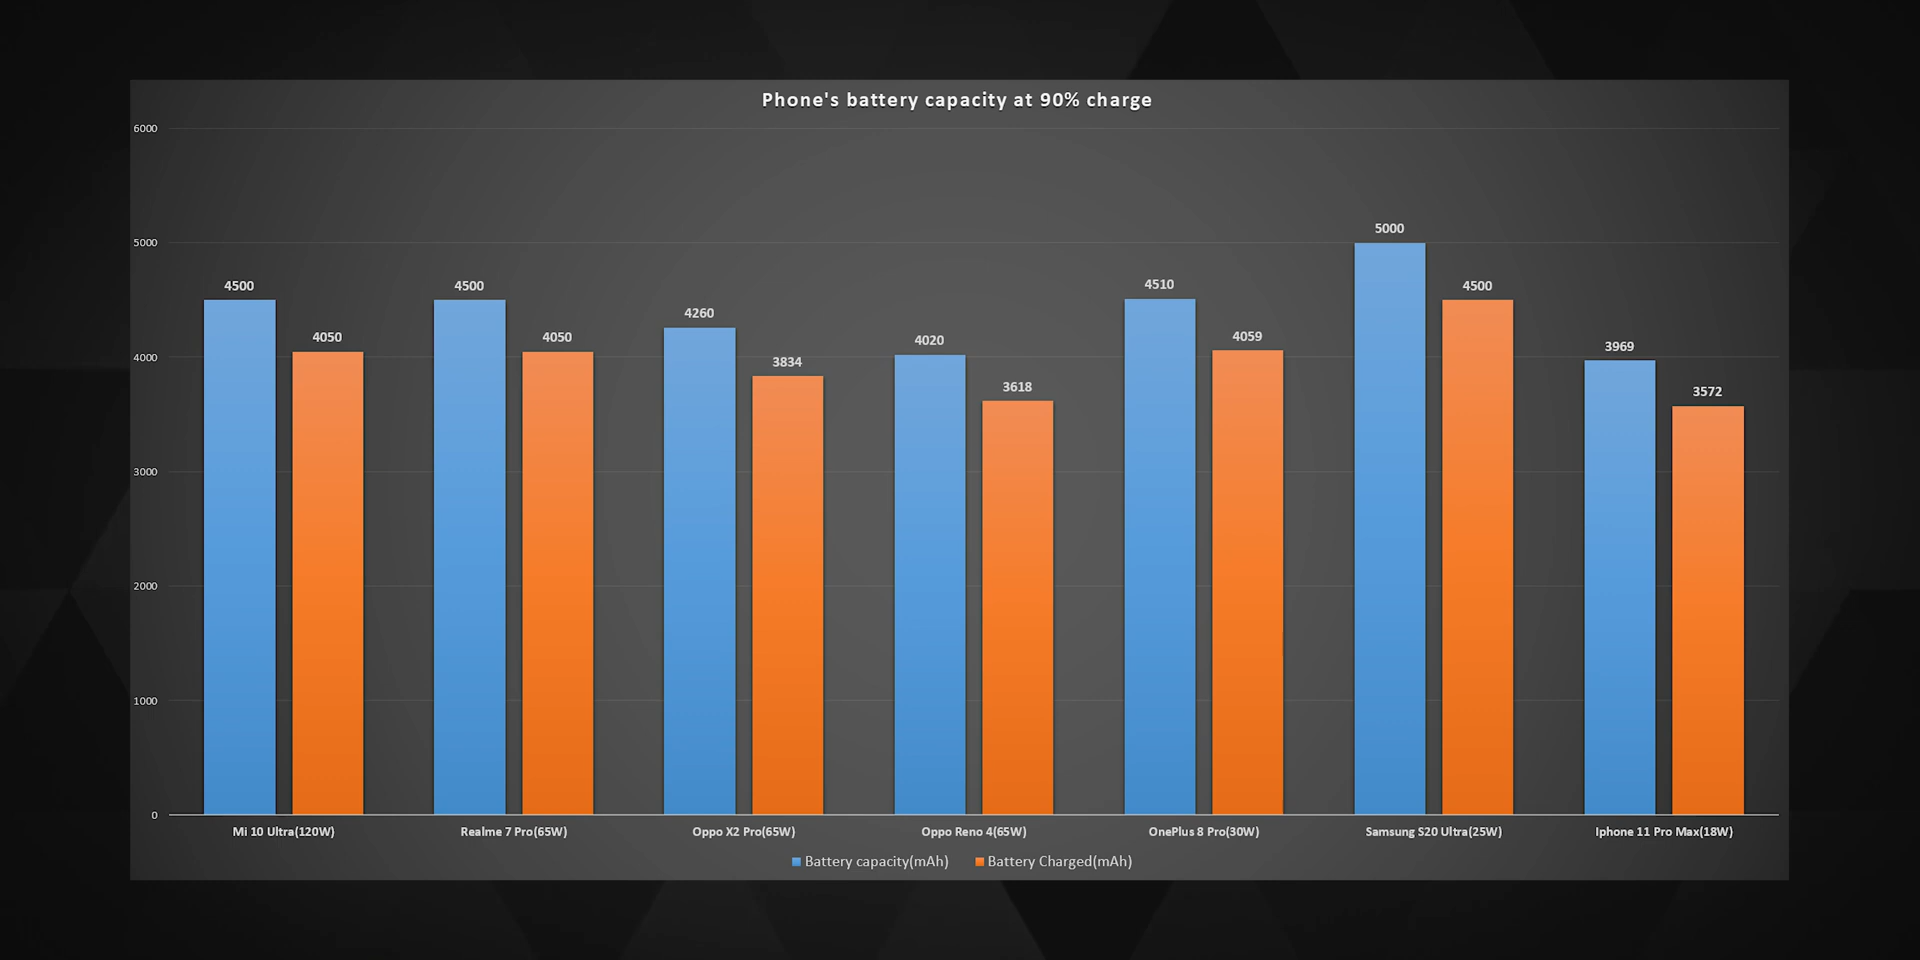 Phone's battery capacity at 90% charge
6000
5000
4000
3000
2000
1000
0
4500
4050
4500
4050
4260
3834
4020
3618
4510
4059
5000
4500
3969
3572
Mi 10 Ultra(120W)
Realme 7 Pro(65W)
Oppo X2 Pro(65W)
Oppo Reno 4(65W)
OnePlus 8 Pro(30W)
Samsung S20 Ultra(25W)
Iphone 11 Pro Max(18W)
Battery capacity(mAh)
Battery Charged(mAh)